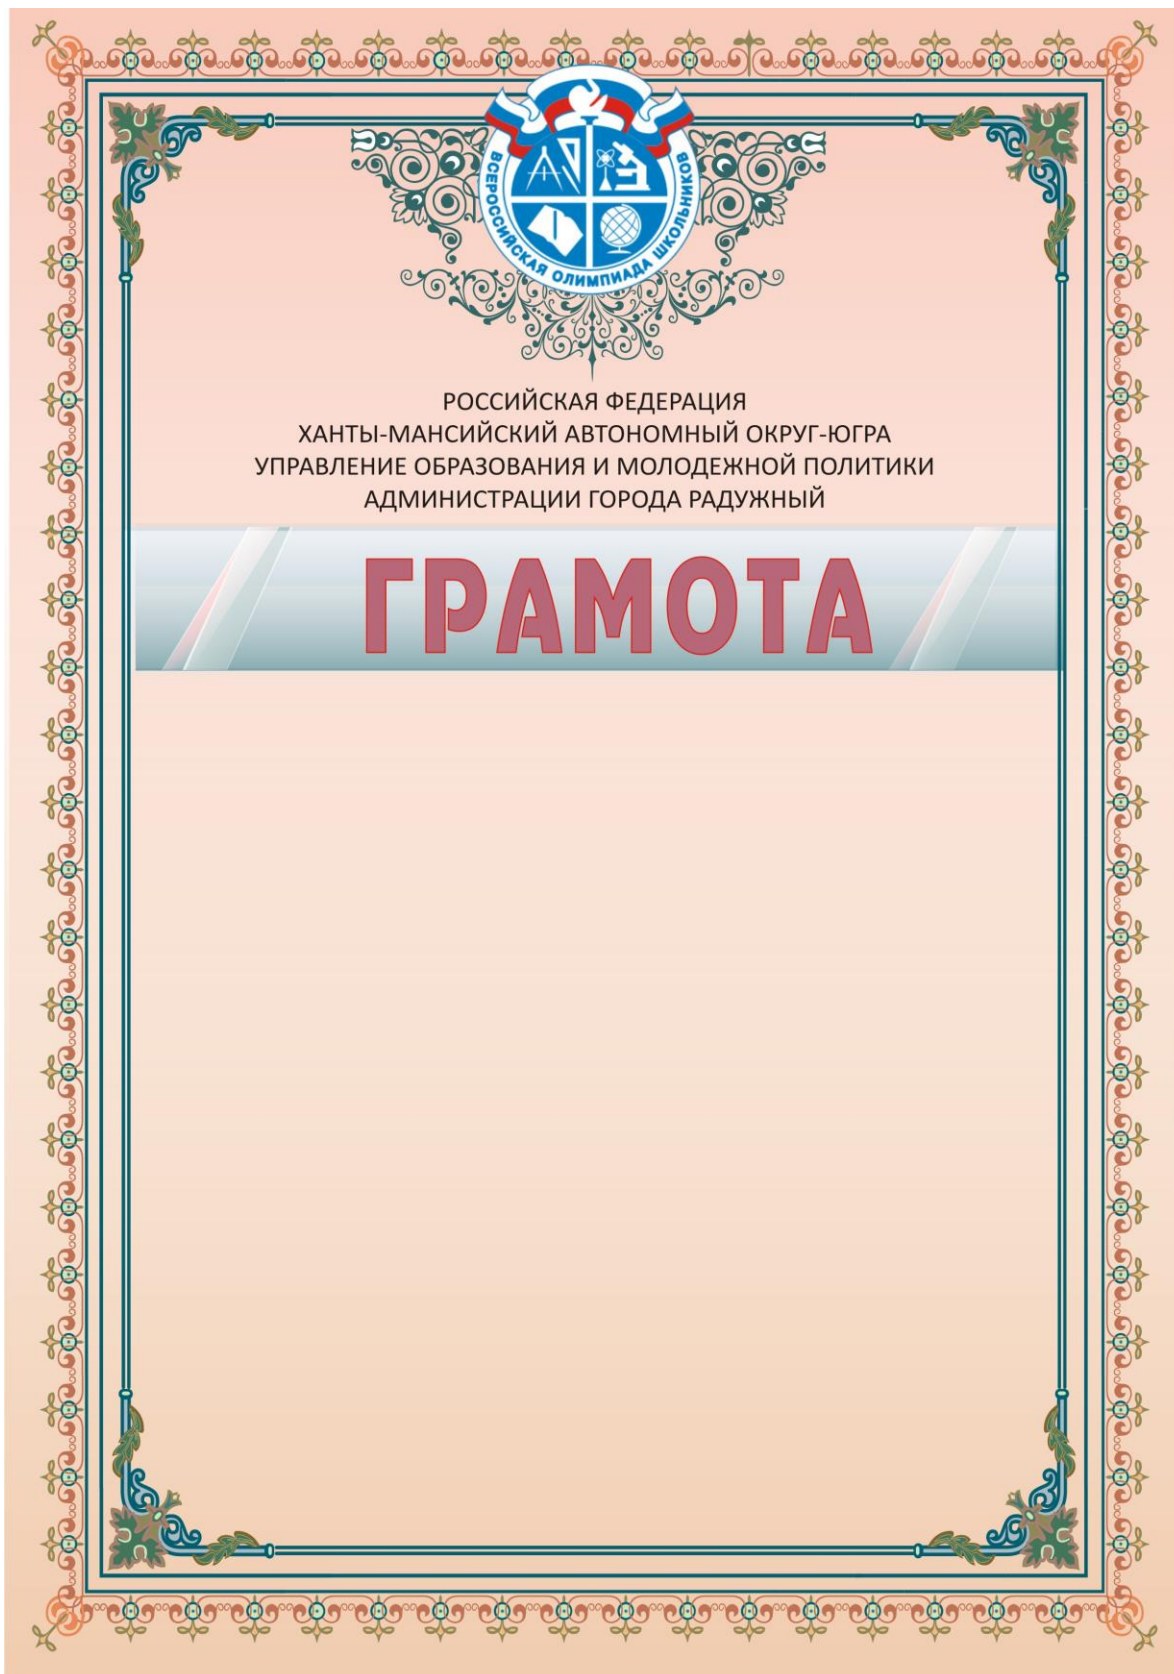 ВСЕРОССИЙСКАЯ ОЛИМПИАДА ШКОЛЬНИКОВ
РОССИЙСКАЯ ФЕДЕРАЦИЯ
ХАНТЫ-МАНСИЙСКИЙ АВТОНОМНЫЙ ОКРУГ-ЮГРА
УПРАВЛЕНИЕ ОБРАЗОВАНИЯ И МОЛОДЕЖНОЙ ПОЛИТИКИ
АДМИНИСТРАЦИИ ГОРОДА РАДУЖНЫЙ
ГРАМОТА